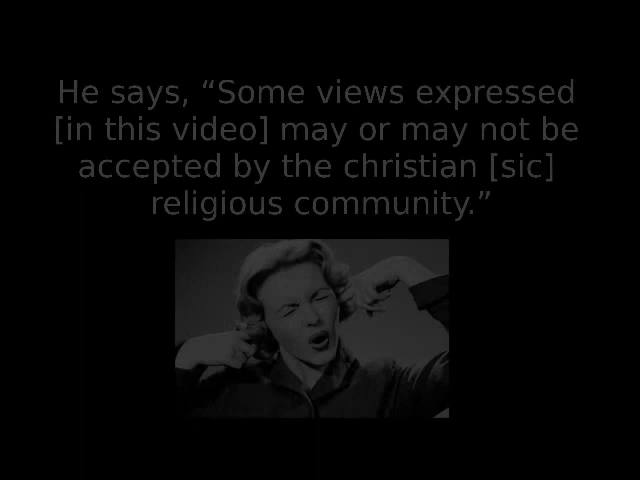 He says, “Some views expressed
[in this video] may or may not be
accepted by the christian [sic]
religious community.”